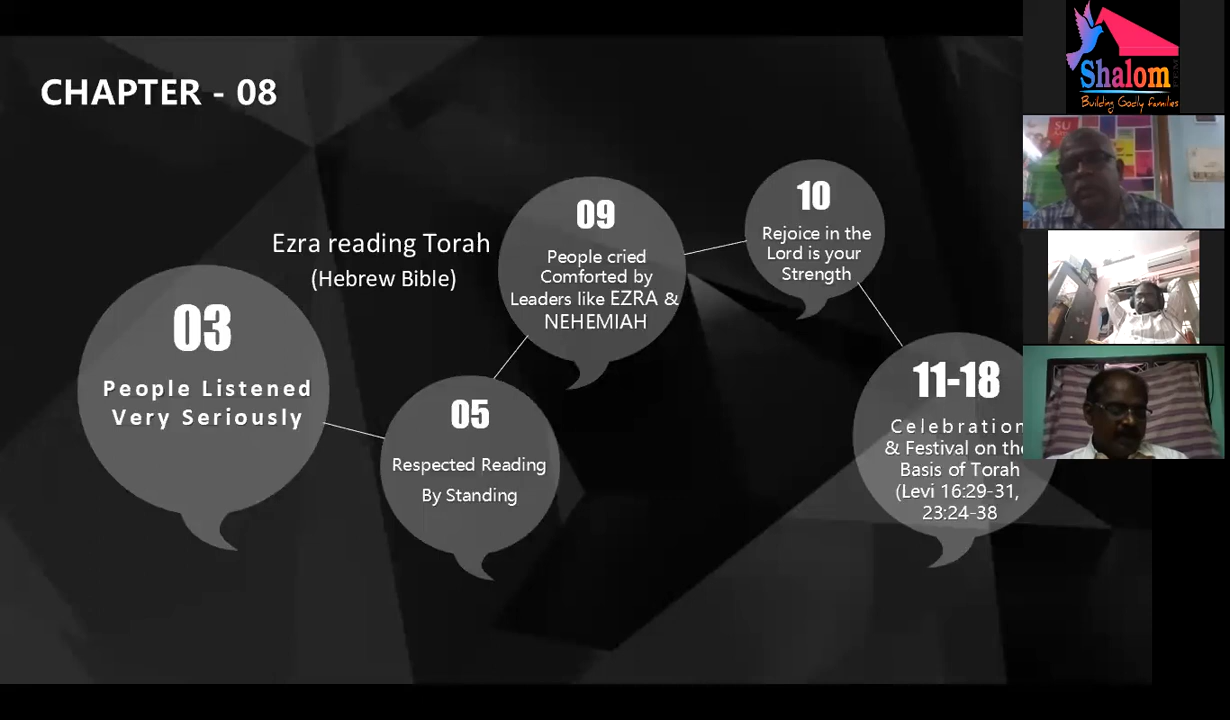 CHAPTER - 08
Ezra reading Torah
(Hebrew Bible)
03
People Listened
Very Seriously
05
Respected Reading
By Standing
09
People cried
Comforted by
Leaders like EZRA &
NEHEMIAH
10
Rejoice in the
Lord is your
Strength
11-18
Celebration
& Festival on the
Basis of Torah
(Levi 16:29-31,
23:24-38
Shalom
Building Godly families
SU